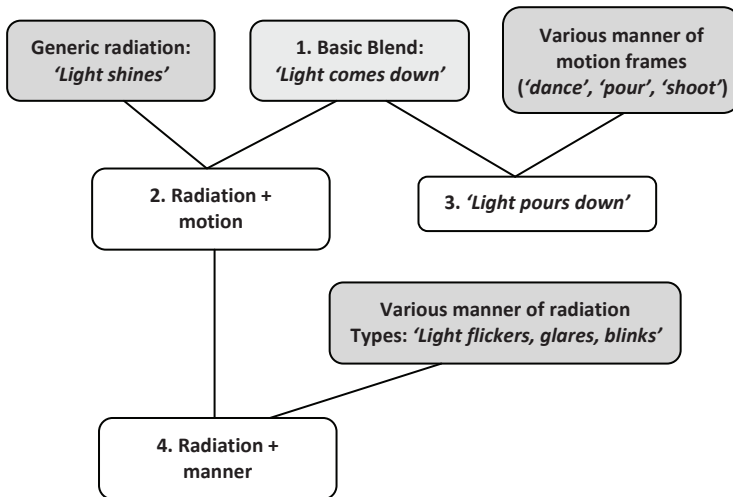 Generic radiation:
‘Light shines’
1. Basic Blend:
‘Light comes down’
Various manner of
motion frames
(‘dance’, ‘pour’, ‘shoot’)
2. Radiation +
motion
3. ‘Light pours down’
Various manner of radiation
Types: ‘Light flickers, glares, blinks’
4. Radiation +
manner